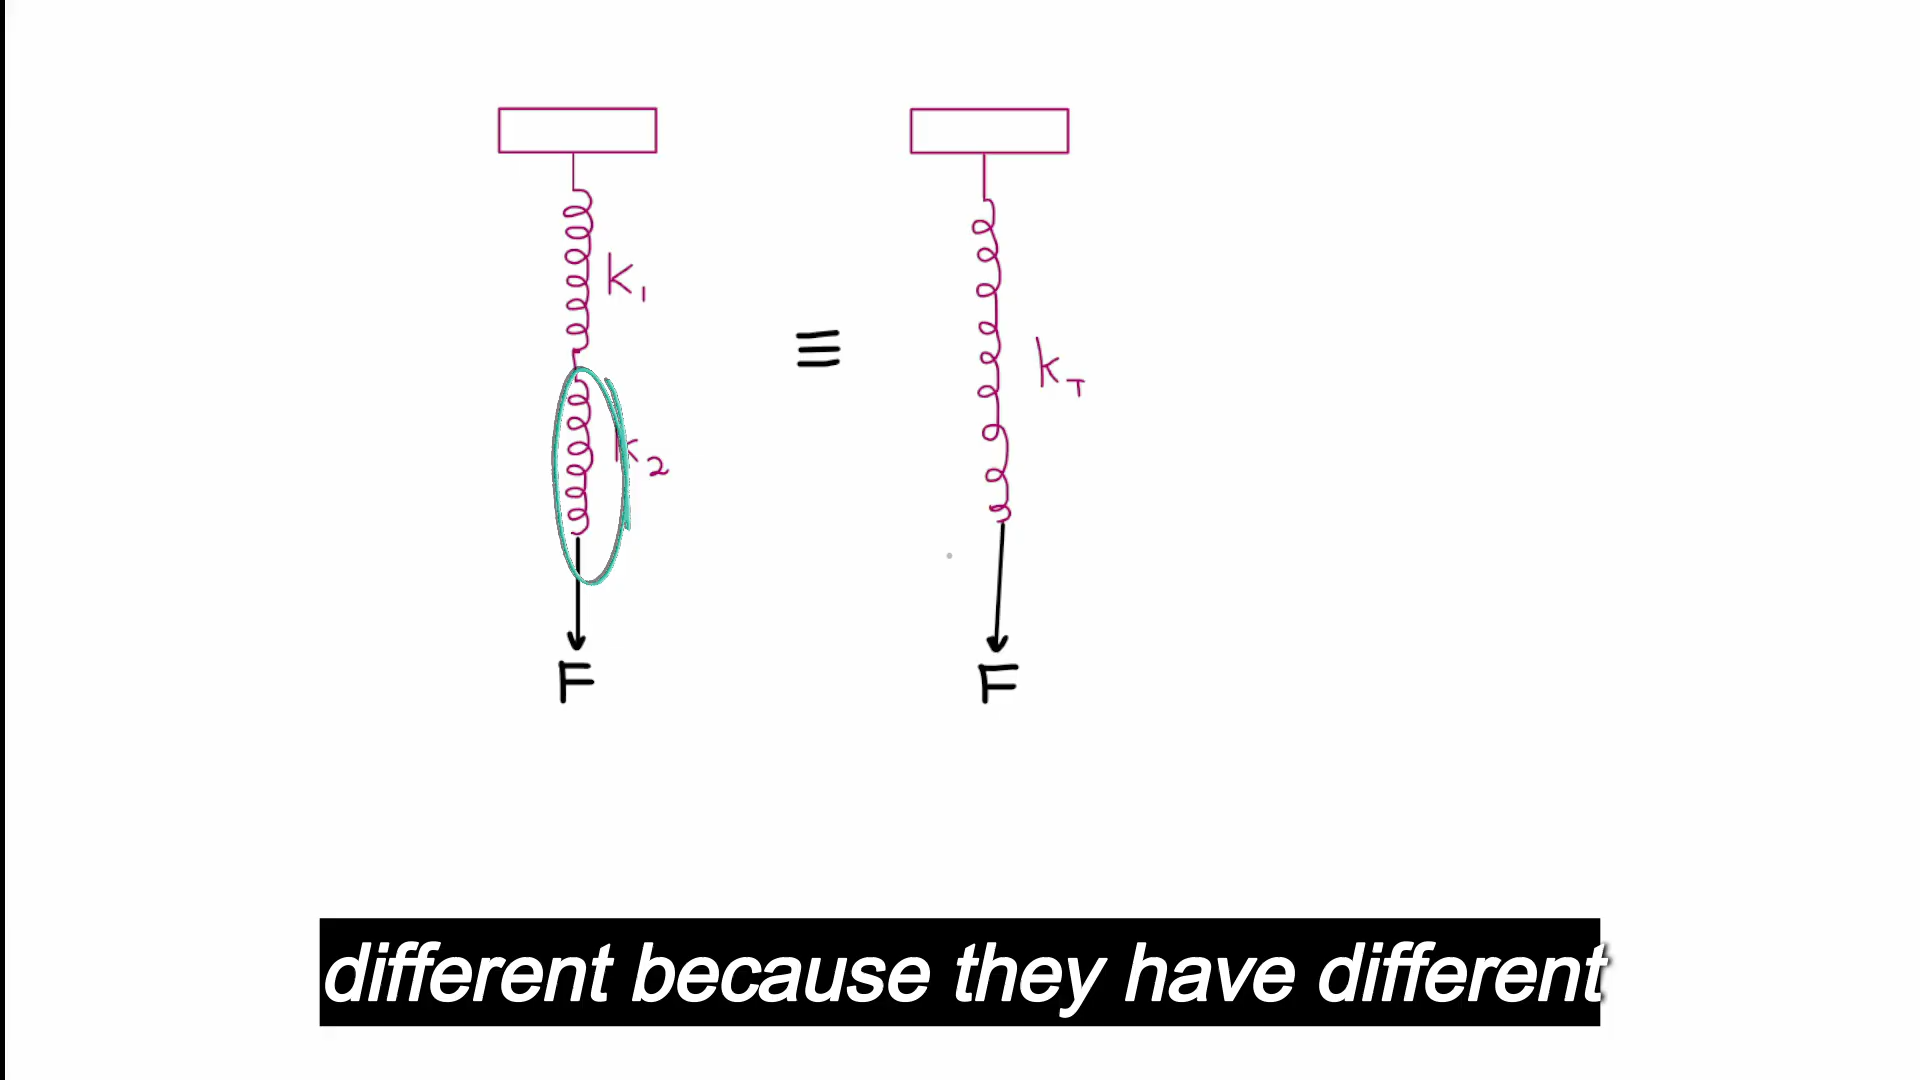 K1
≡
K2
kT
F
F
different because they have different